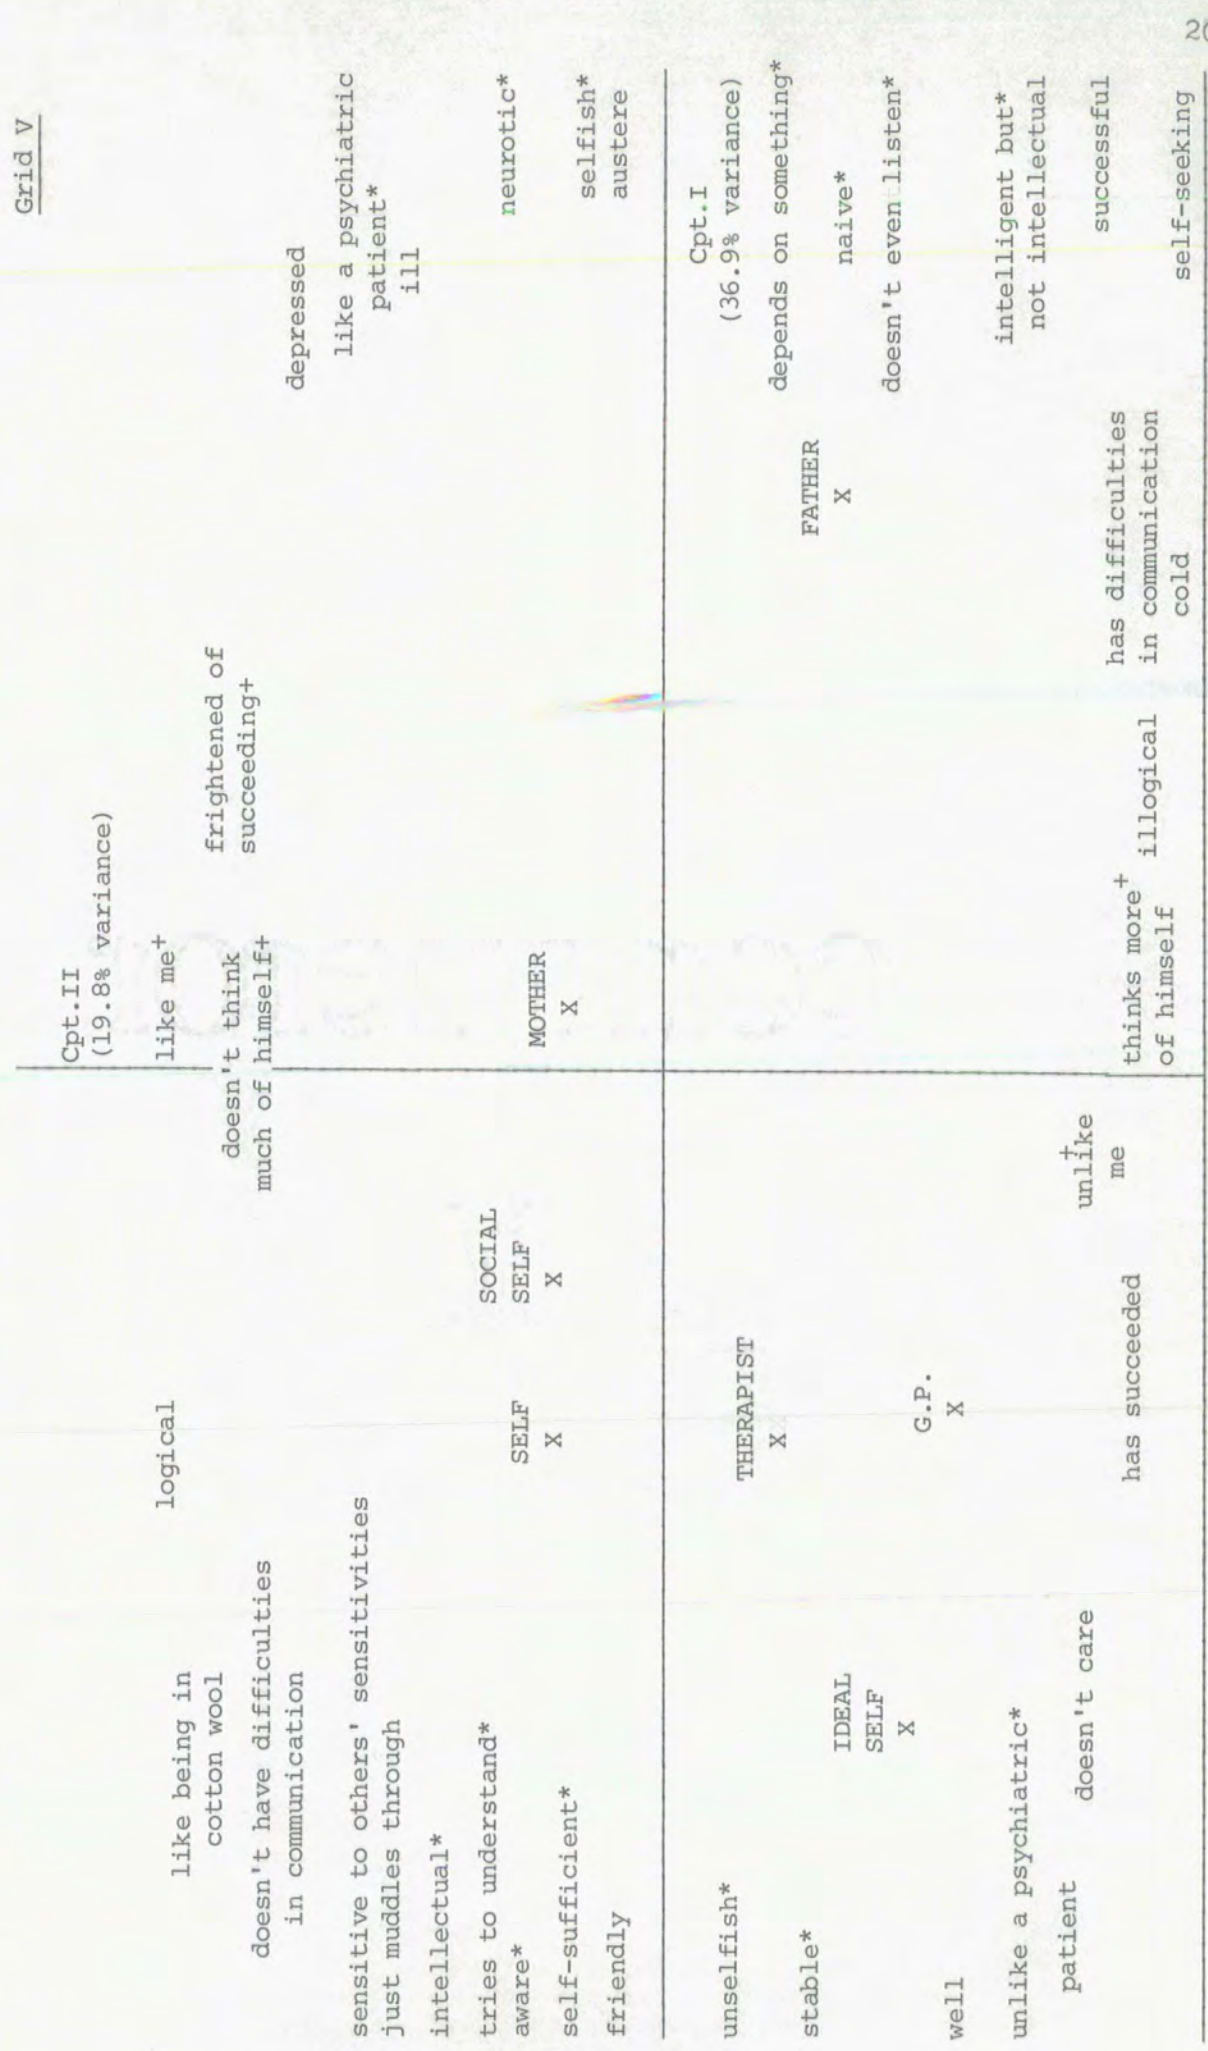 Grid V
Cpt.II
(19.8% variance)
like being in
cotton wool
logical
like me+
frightened of
succeeding+
doesn't think
much of himself+
doesn't have difficulties
in communication
depressed
like a psychiatric
patient*
ill
sensitive to others' sensitivities
just muddles through
intellectual*
tries to understand*
aware*
self-sufficient*
friendly
SELF
X
SOCIAL
SELF
X
MOTHER
X
neurotic*
selfish*
austere
Cpt.I
(36.9% variance)
unselfish*
stable*
well
unlike a psychiatric*
patient
THERAPIST
X
IDEAL
SELF
X
G.P.
X
FATHER
X
depends on something*
naive*
doesn't even listen*
intelligent but*
not intellectual
successful
self-seeking
doesn't care
has succeeded
unlike+
me
thinks more+
of himself
illogical
has difficulties
in communication
cold